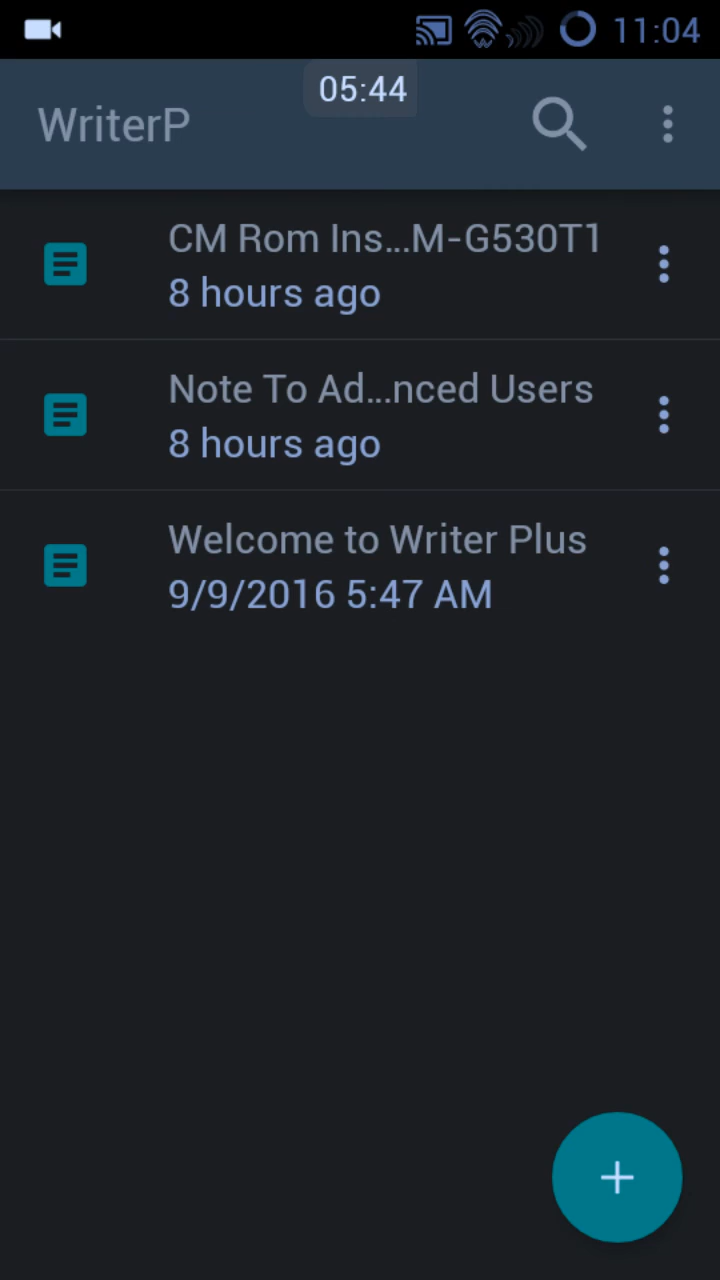 11:04
05:44
WriterP
CM Rom Ins...M-G530T1
8 hours ago
Note To Ad...nced Users
8 hours ago
Welcome to Writer Plus
9/9/2016 5:47 AM